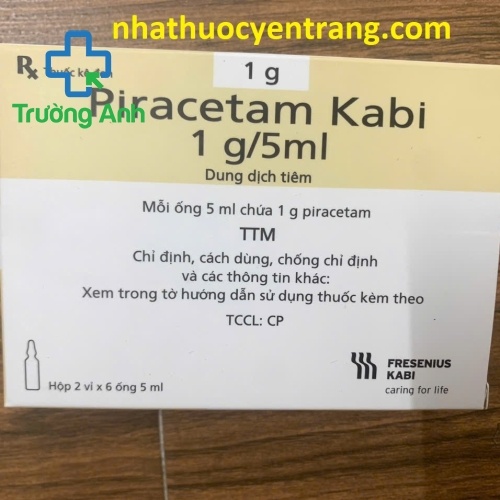 nhathuocyentrang.com
Rx Thuốc kê đơn
1 g
Trường Anh
Piracetam Kabi
1 g/5ml
Dung dịch tiêm
Mỗi ống 5 ml chứa 1 g piracetam
TTM
Chỉ định, cách dùng, chống chỉ định
và các thông tin khác:
Xem trong tờ hướng dẫn sử dụng thuốc kèm theo
TCCL: CP
Hộp 2 vỉ x 6 ống 5 ml
FRESENIUS
KABI
caring for life